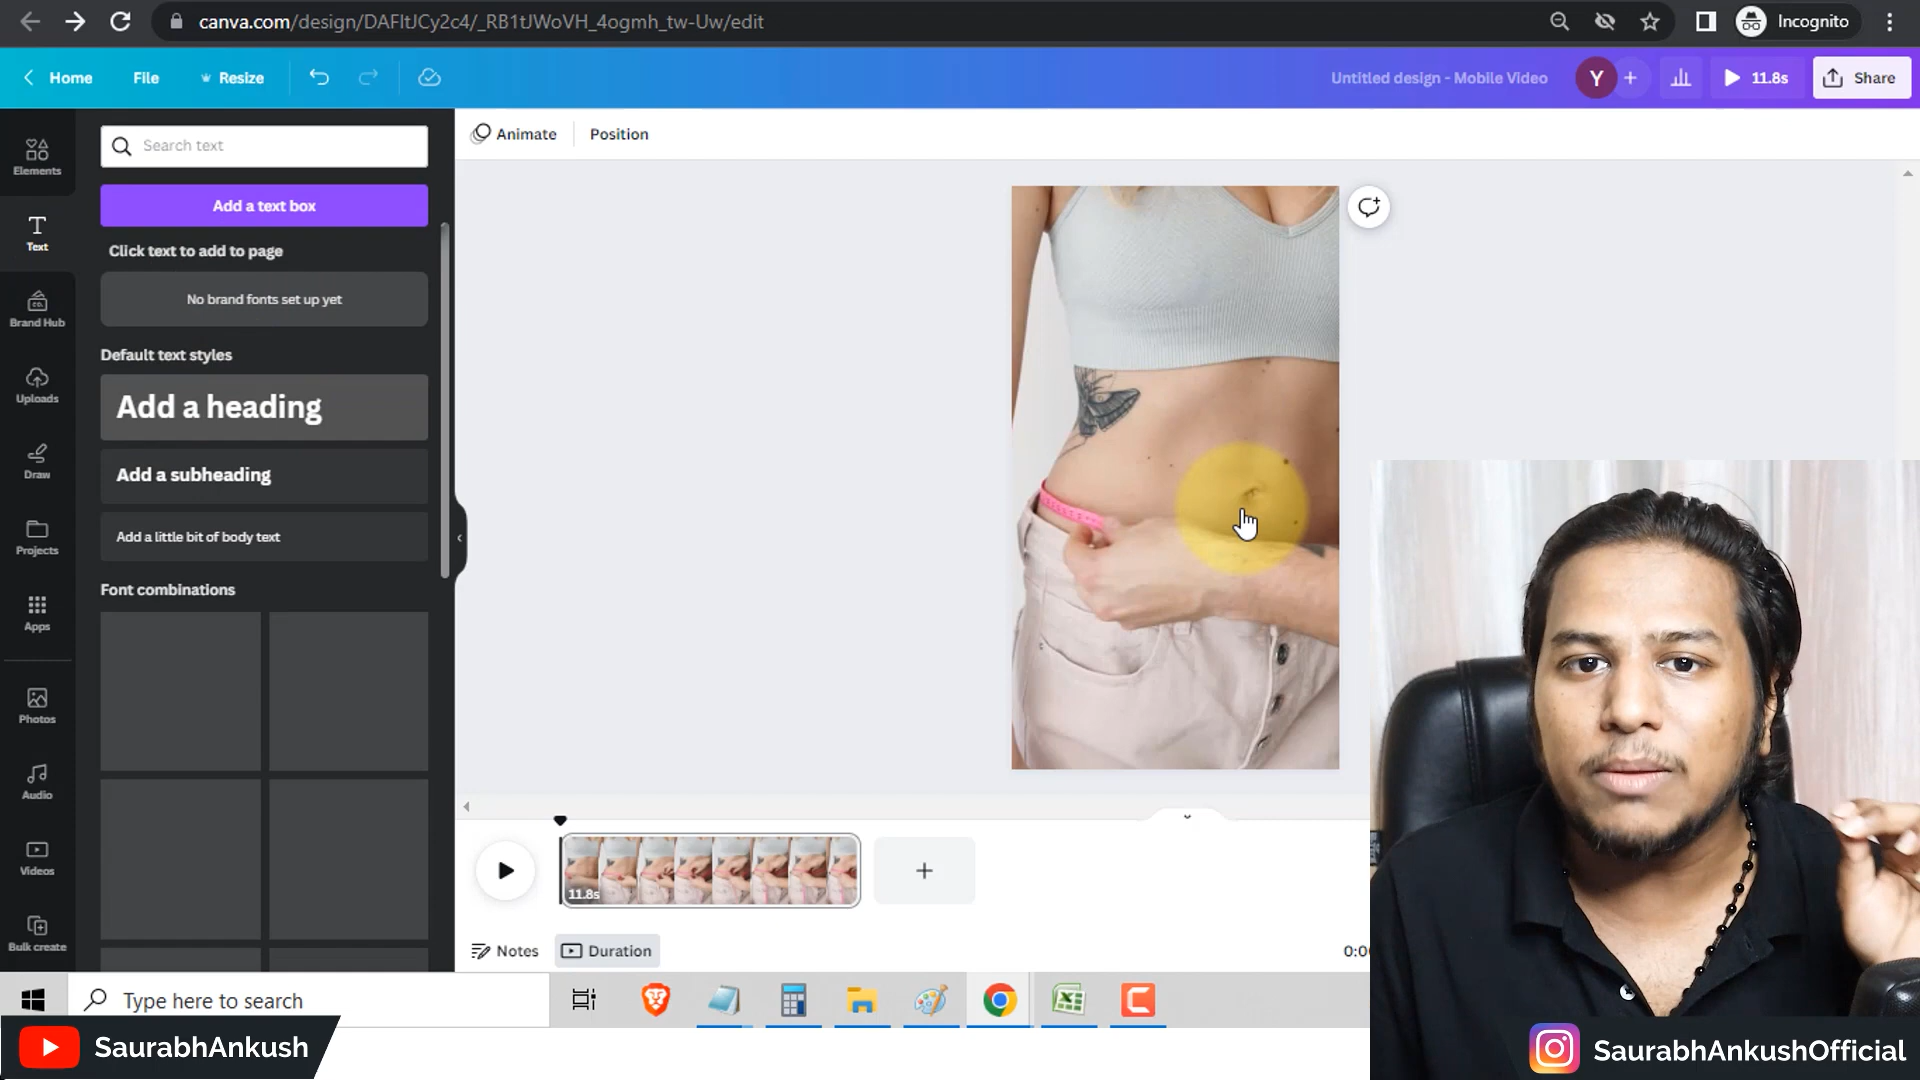 canva.com/design/DAFltJCy2c4/_RB1tJWoVH_4ogmh_tw-Uw/edit
Incognito
Home
File
Resize
Untitled design - Mobile Video
Y
11.8s
Share
Elements
Text
Brand Hub
Uploads
Draw
Projects
Apps
Photos
Audio
Videos
Bulk create
Search text
Add a text box
Click text to add to page
No brand fonts set up yet
Default text styles
Add a heading
Add a subheading
Add a little bit of body text
Font combinations
Animate
Position
11.8s
Notes
Duration
Type here to search
SaurabhAnkush
SaurabhAnkushOfficial